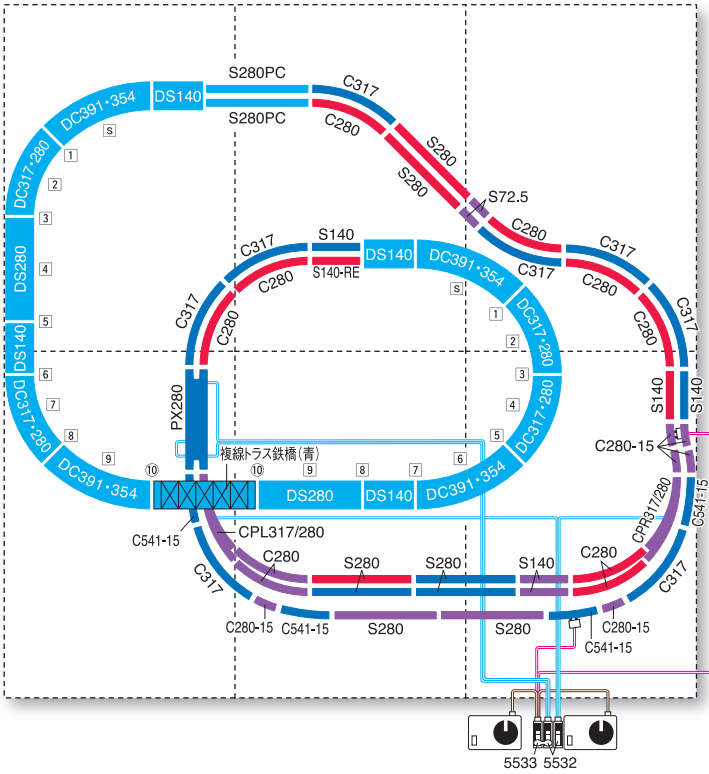 S280PC
C317
DS140
DC391・354
S280PC
C280
S280
S
S280
1
DC317・280
2
S72.5
3
C280
C317
S140
C317
C317
DS280
4
C317
DS140
DC391・354
C280
C317
C280
S140-RE
S
C280
5
C317
C280
1
DC317・280
2
DS140
6
3
S140
S140
DC317・280
7
PX280
4
DC317・280
8
5
C280-15
9
複線トラス鉄橋(青)
6
DC391・354
10
10
9
8
7
DC391・354
DS280
DS140
CPR317/280
C541-15
C541-15
CPL317/280
C280
S280
S280
S140
C280
C317
C317
C280-15
C541-15
S280
S280
C280-15
C541-15
5533
5532